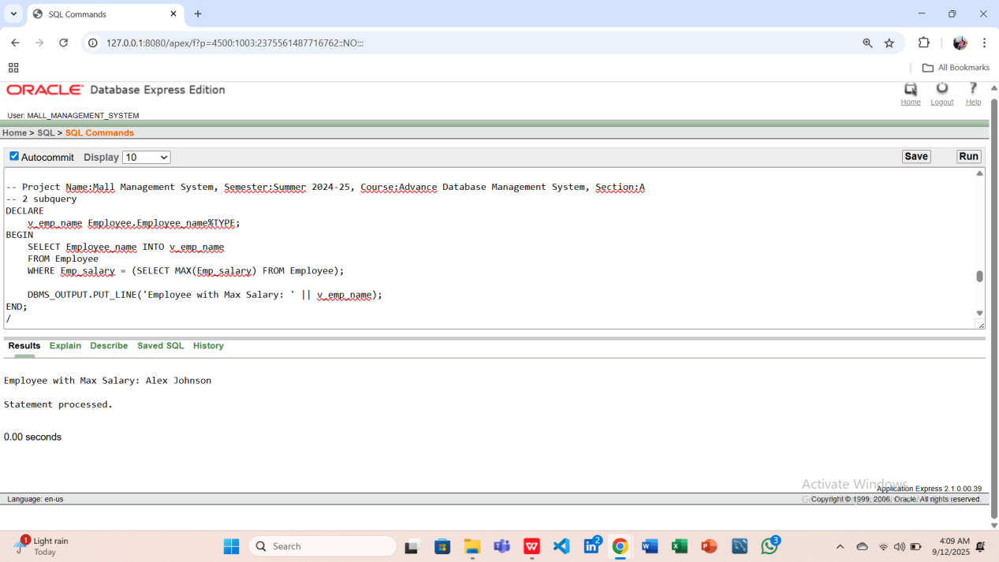 SQL Commands
127.0.0.1:8080/apex/f?p=4500:1003:2375561487716762::NO:::
All Bookmarks
ORACLE® Database Express Edition
Home Logout Help
User: MALL_MANAGEMENT_SYSTEM
Home > SQL > SQL Commands
Autocommit Display 10 Save Run
-- Project Name:Mall Management System, Semester:Summer 2024-25, Course:Advance Database Management System, Section:A
-- 2 subquery
DECLARE
v_emp_name Employee.Employee_name%TYPE;
BEGIN
SELECT Employee_name INTO v_emp_name
FROM Employee
WHERE Emp_salary = (SELECT MAX(Emp_salary) FROM Employee);
DBMS_OUTPUT.PUT_LINE('Employee with Max Salary: ' || v_emp_name);
END;
/
Results Explain Describe Saved SQL History
Employee with Max Salary: Alex Johnson
Statement processed.
0.00 seconds
Activate Windows
Application Express 2.1.0.00.39
Language: en-us Copyright © 1999, 2006, Oracle. All rights reserved.
1 Light rain
Today
Search
2
3
4:09 AM
9/12/2025